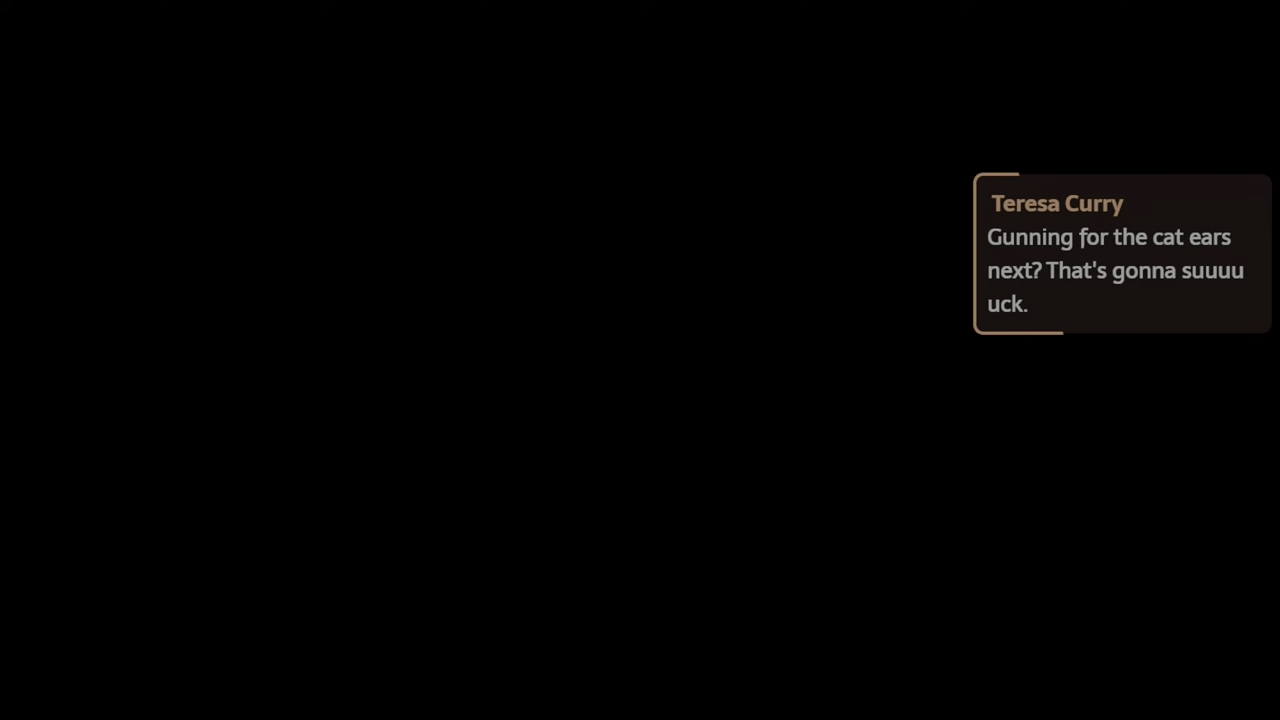 Teresa Curry
Gunning for the cat ears
next? That's gonna suuuu
uck.